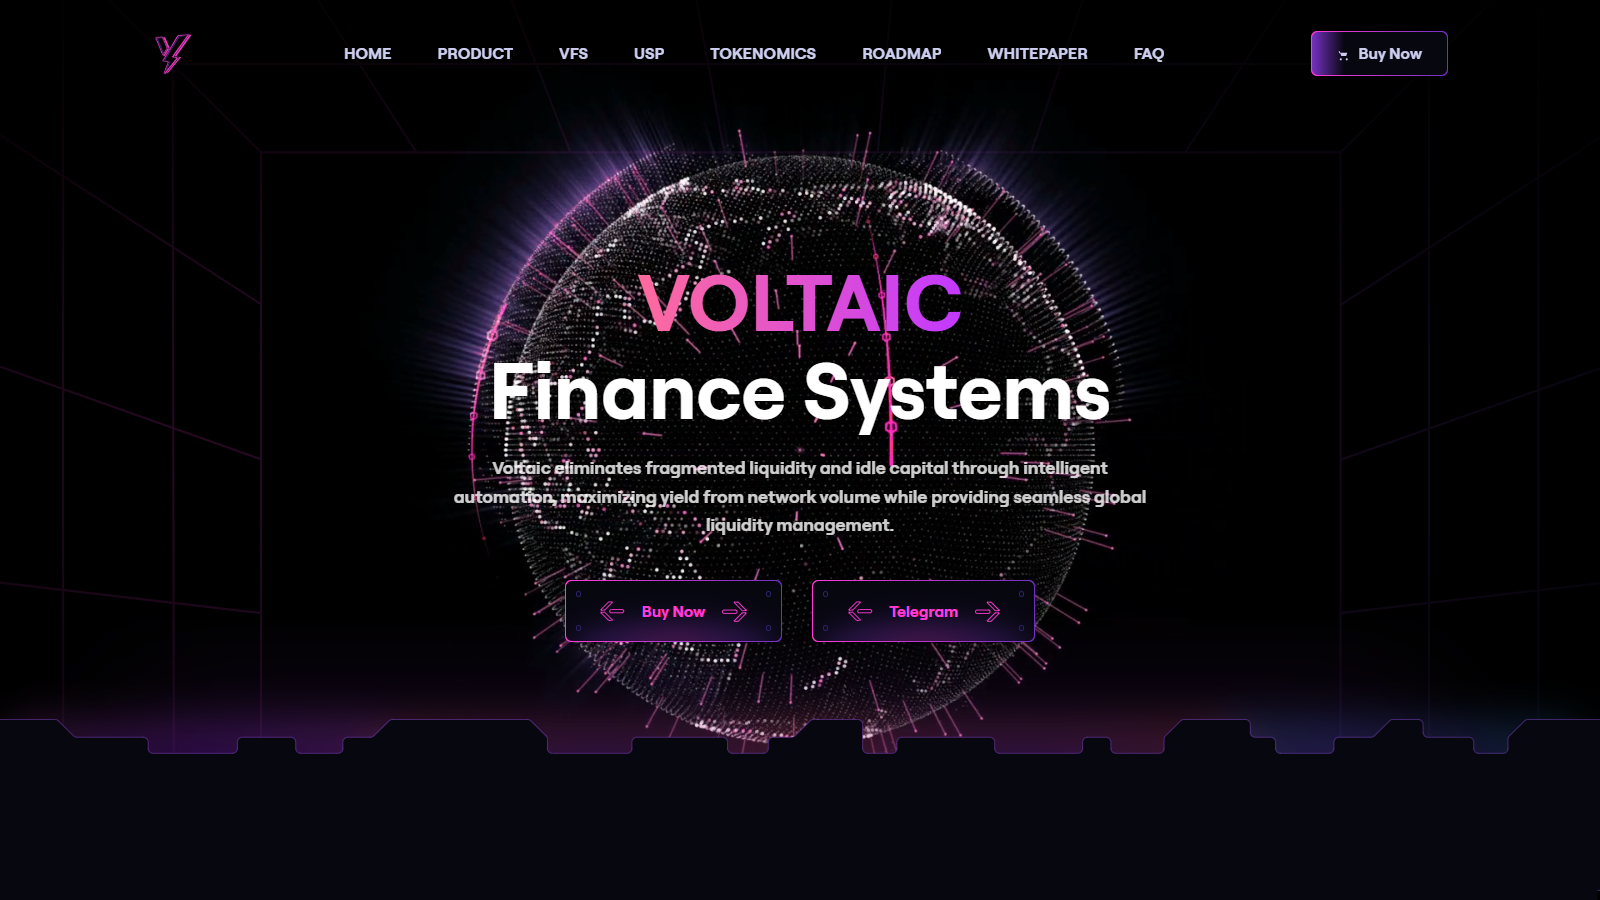 HOME PRODUCT VFS USP TOKENOMICS ROADMAP WHITEPAPER FAQ Buy Now
VOLTAIC
Finance Systems
Voltaic eliminates fragmented liquidity and idle capital through intelligent
automation, maximizing yield from network volume while providing seamless global
liquidity management.
Buy Now Telegram